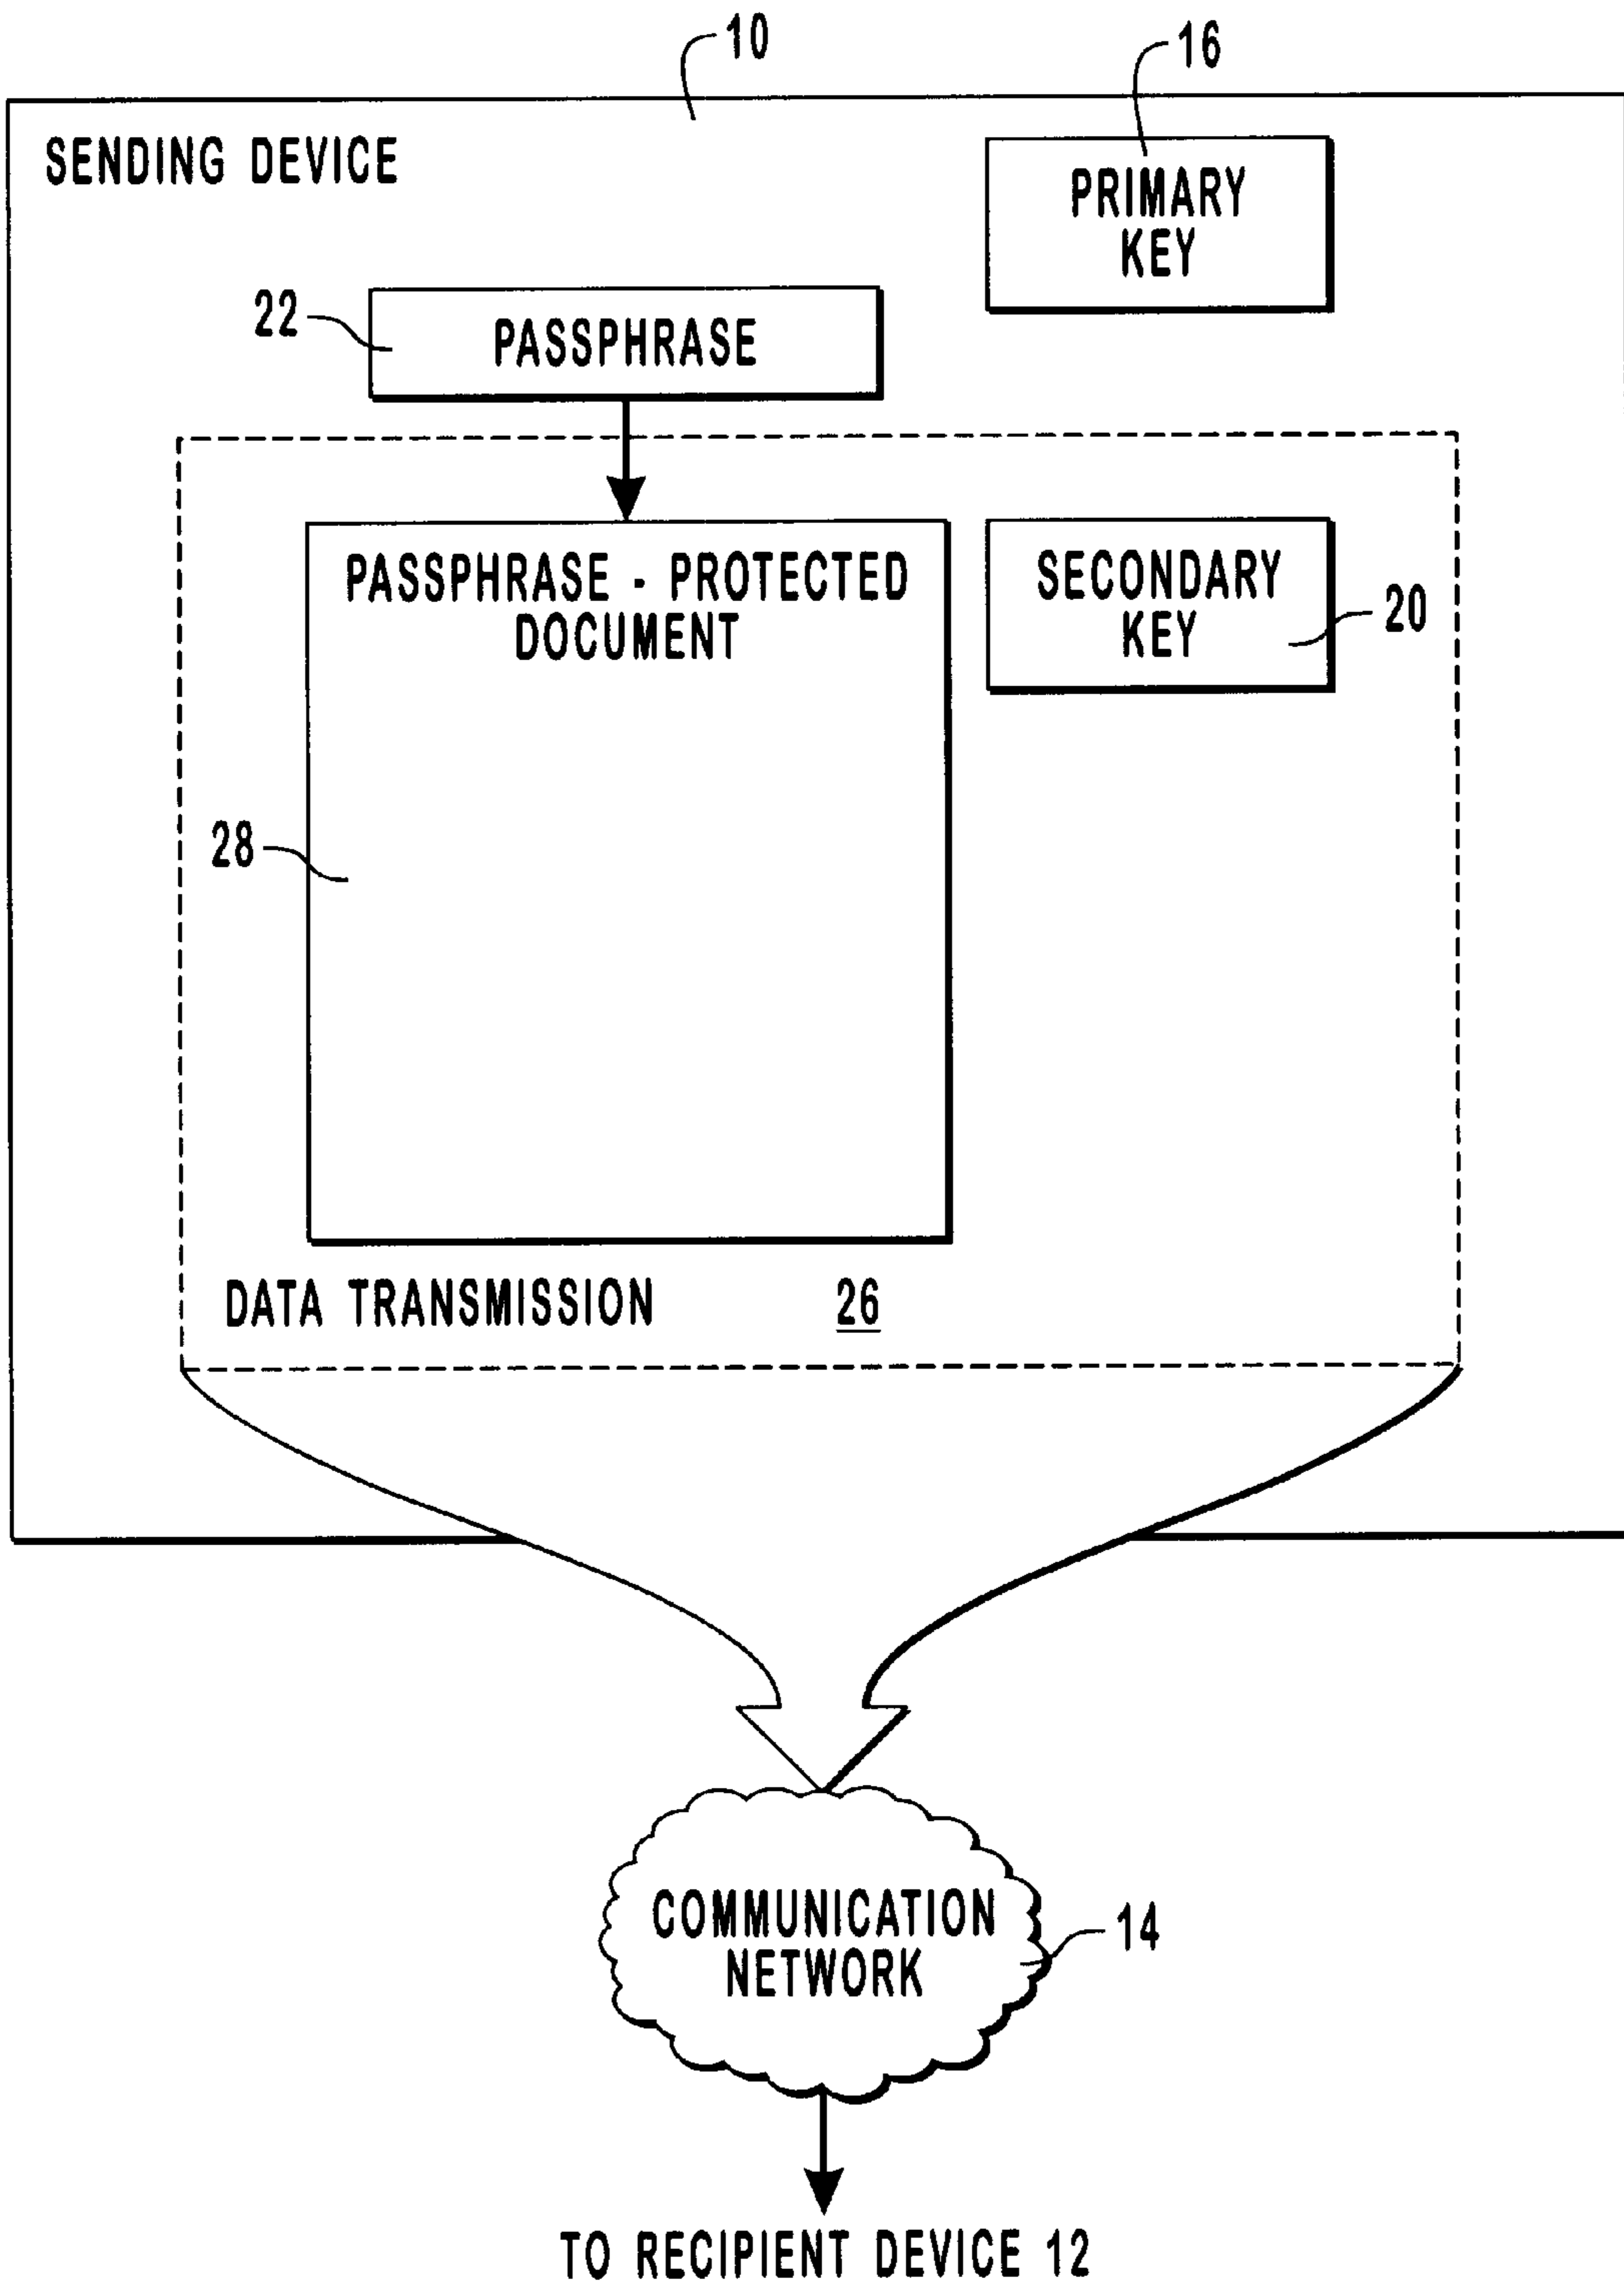 10
16
SENDING DEVICE
PRIMARY
KEY
22
PASSPHRASE
PASSPHRASE - PROTECTED
DOCUMENT
SECONDARY
KEY
20
28
DATA TRANSMISSION 26
COMMUNICATION
NETWORK
14
TO RECIPIENT DEVICE 12